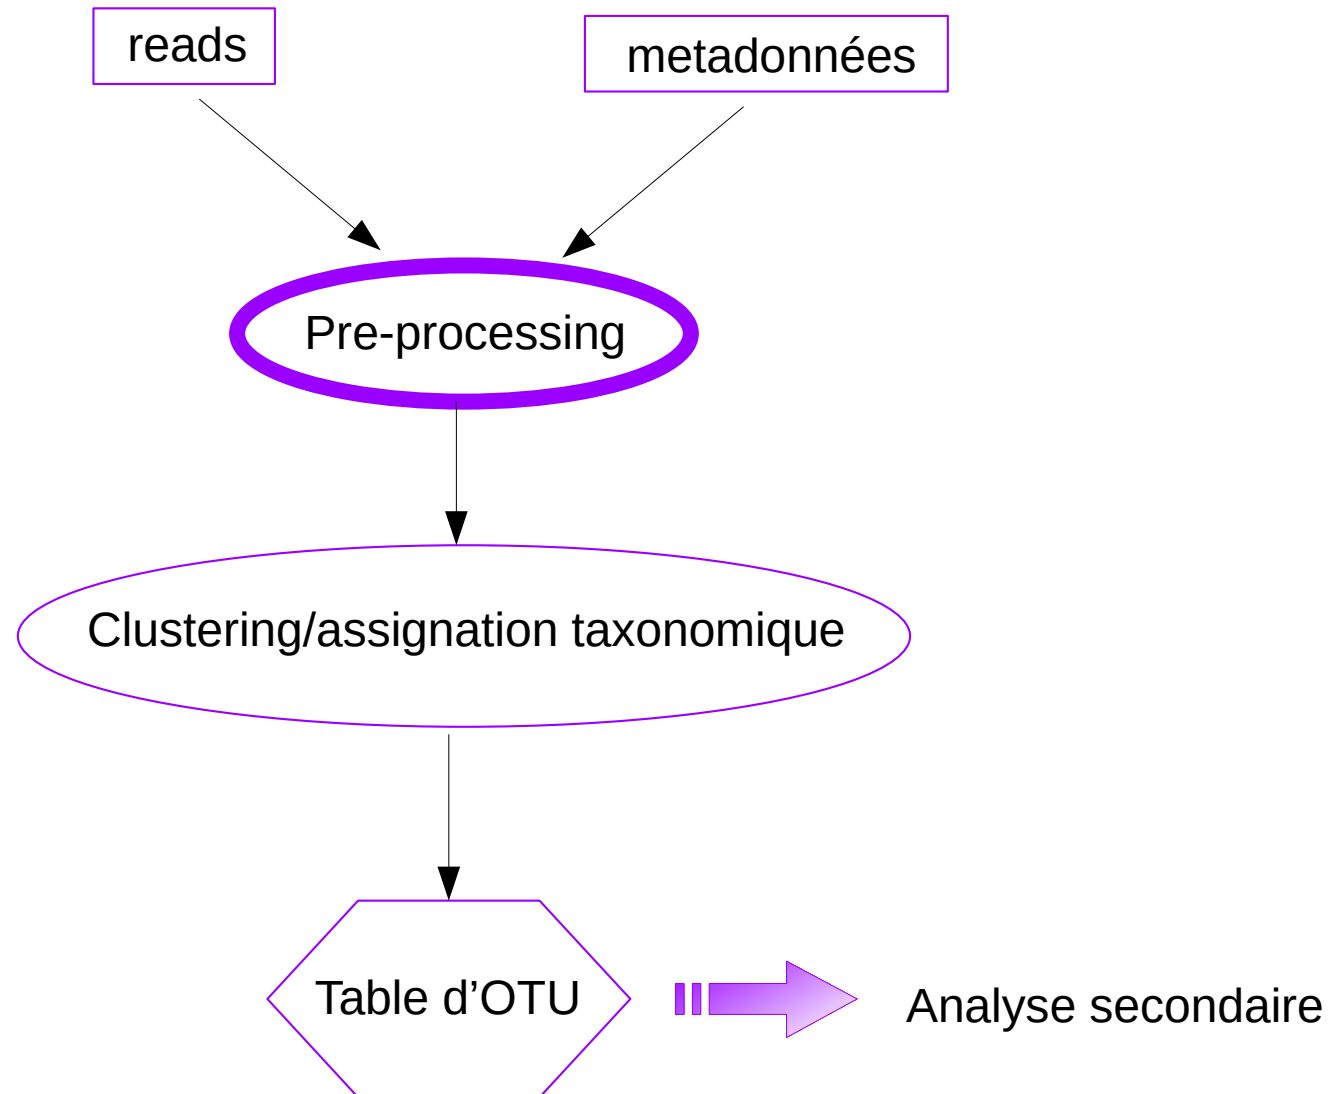 reads
metadonnées
Pre-processing
Clustering/assignation taxonomique
Table d’OTU
Analyse secondaire